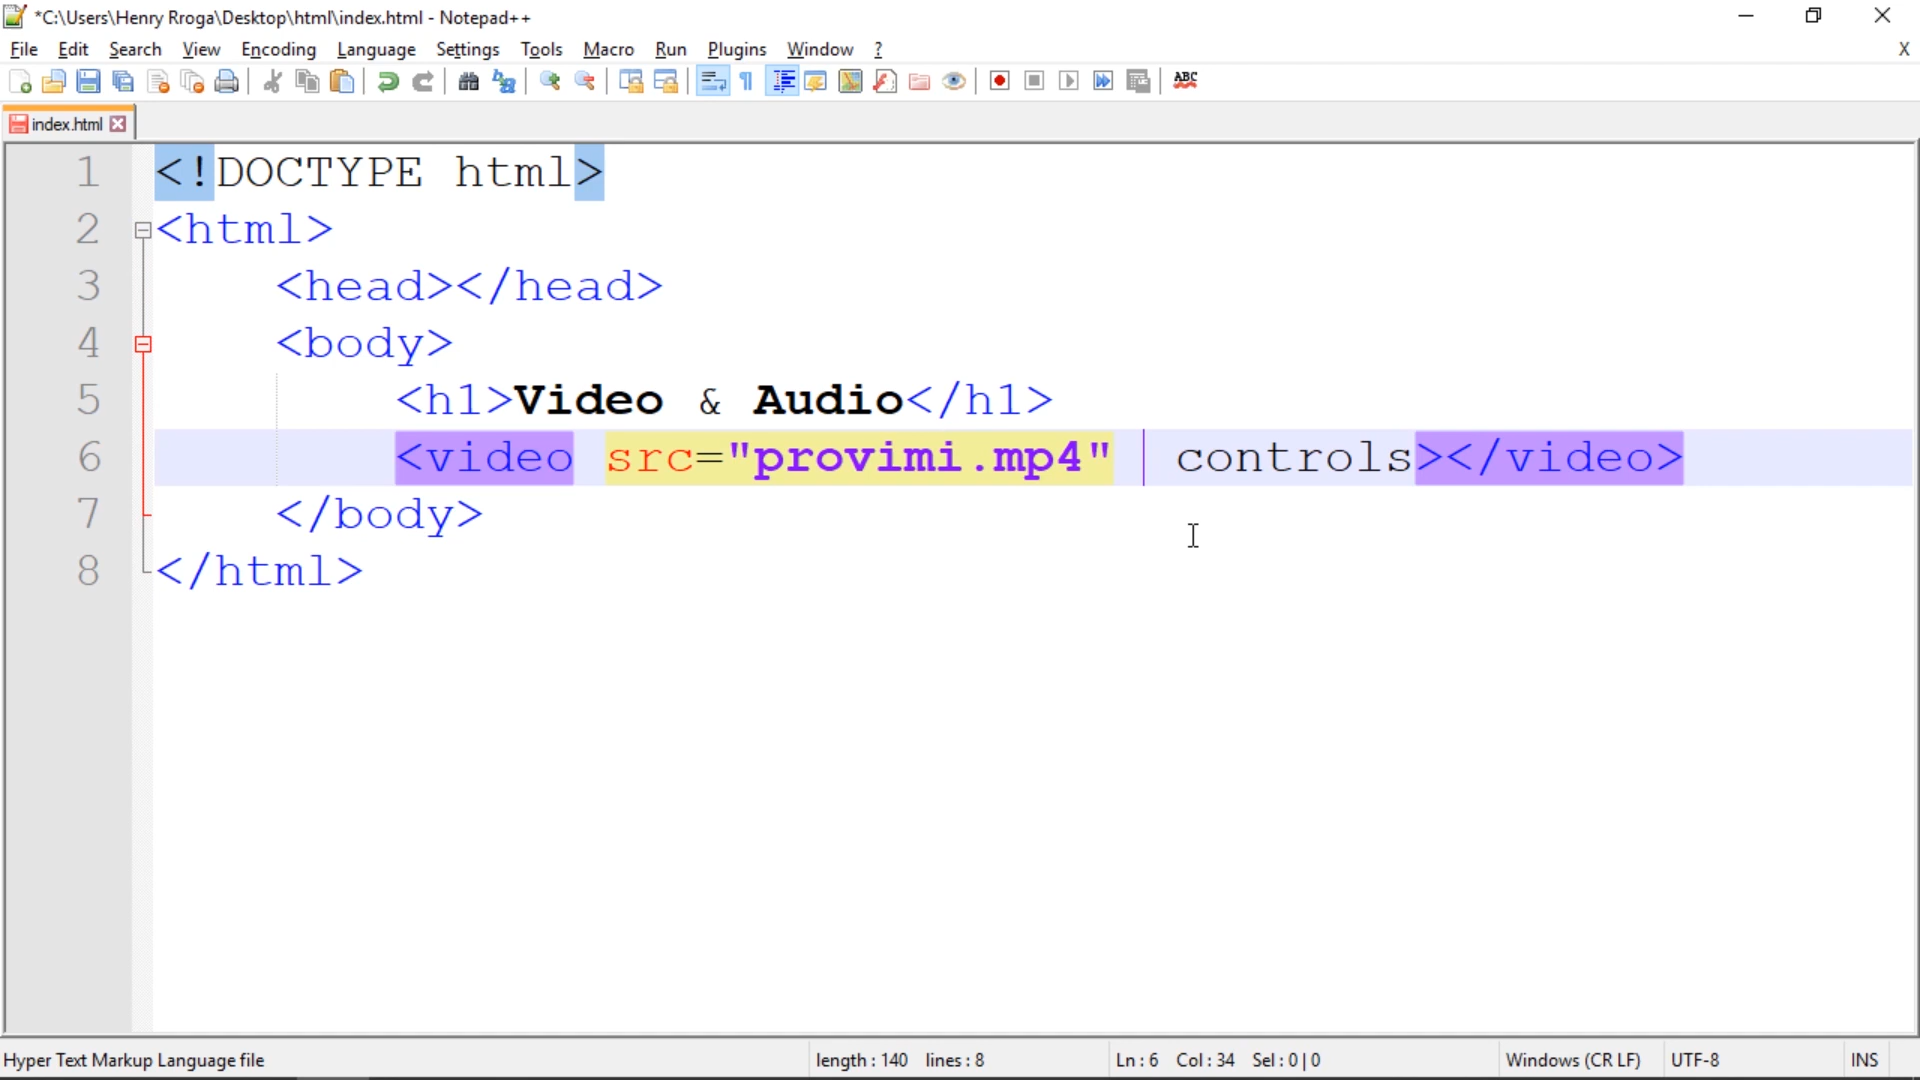 *C:\Users\Henry Rroga\Desktop\html\index.html - Notepad++
File Edit Search View Encoding Language Settings Tools Macro Run Plugins Window ? X
ABC
index.html
1 <!DOCTYPE html>
2 <html>
3 <head></head>
4 <body>
5 <h1>Video & Audio</h1>
6 <video src="provimi.mp4" controls></video>
7 </body>
8 </html>
Hyper Text Markup Language file length : 140 lines : 8 Ln : 6 Col : 34 Sel : 0 | 0 Windows (CR LF) UTF-8 INS